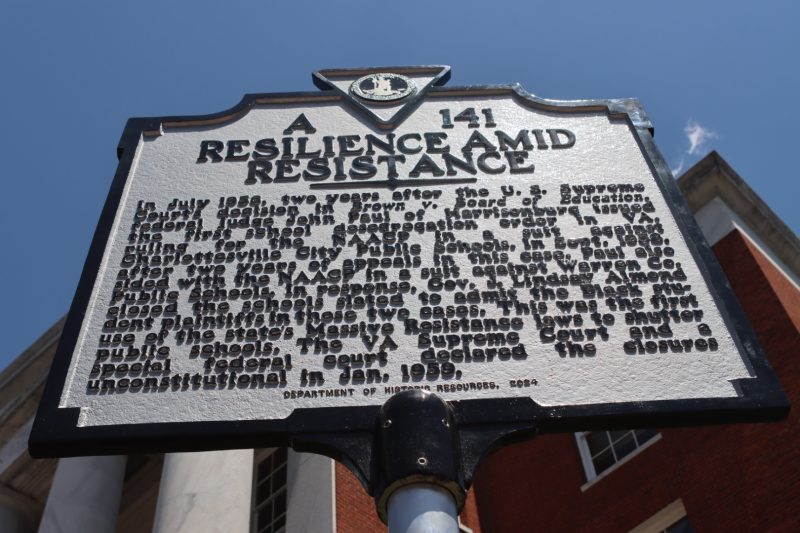 A 141
RESILIENCE AMID
RESISTANCE
In July 1956, two years after the U. S. Supreme
Court's decision in Brown v. Board of Education,
Federal Judge John Paul of Harrisonburg issued
the first school desegregation order in VA,
ruling for the NAACP in a suit against
Charlottesville City Public Schools. In Sept. 1958,
after two years of appeals in this case, Paul also
sided with the NAACP in a suit against Warren Co
Public Schools. In response, Gov. J. Lindsay Almond
closed the schools slated to admit the Black stu-
dent plaintiffs in these two cases. This was the first
use of the state's Massive Resistance laws to shutter
public schools. The VA Supreme Court and a
special federal court declared the closures
unconstitutional in Jan. 1959.
DEPARTMENT OF HISTORIC RESOURCES, 2024